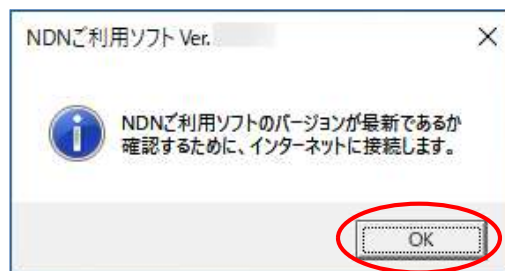 NDNご利用ソフト Ver.
NDNご利用ソフトのバージョンが最新であるか
確認するために、インターネットに接続します。
OK